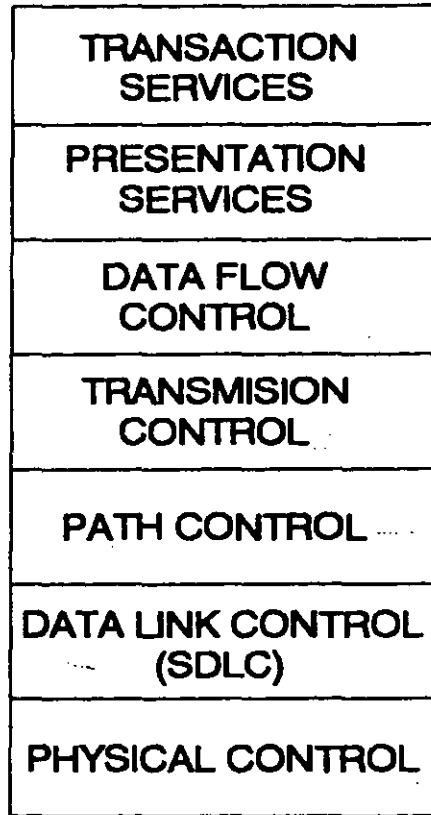 TRANSACTION
SERVICES
PRESENTATION
SERVICES
DATA FLOW
CONTROL
TRANSMISION
CONTROL
PATH CONTROL
DATA LINK CONTROL
(SDLC)
PHYSICAL CONTROL